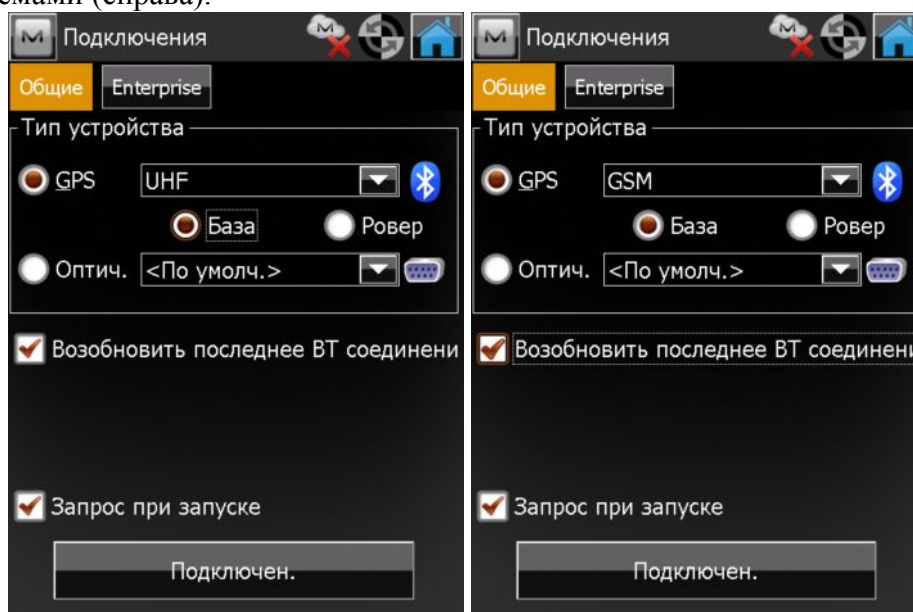 емами (справа).
Подключения
Общие Enterprise
Тип устройства
GPS UHF
База Ровер
Оптич. <По умолч.>
Возобновить последнее BT соединени
Запрос при запуске
Подключен.
Подключения
Общие Enterprise
Тип устройства
GPS GSM
База Ровер
Оптич. <По умолч.>
Возобновить последнее BT соединени
Запрос при запуске
Подключен.